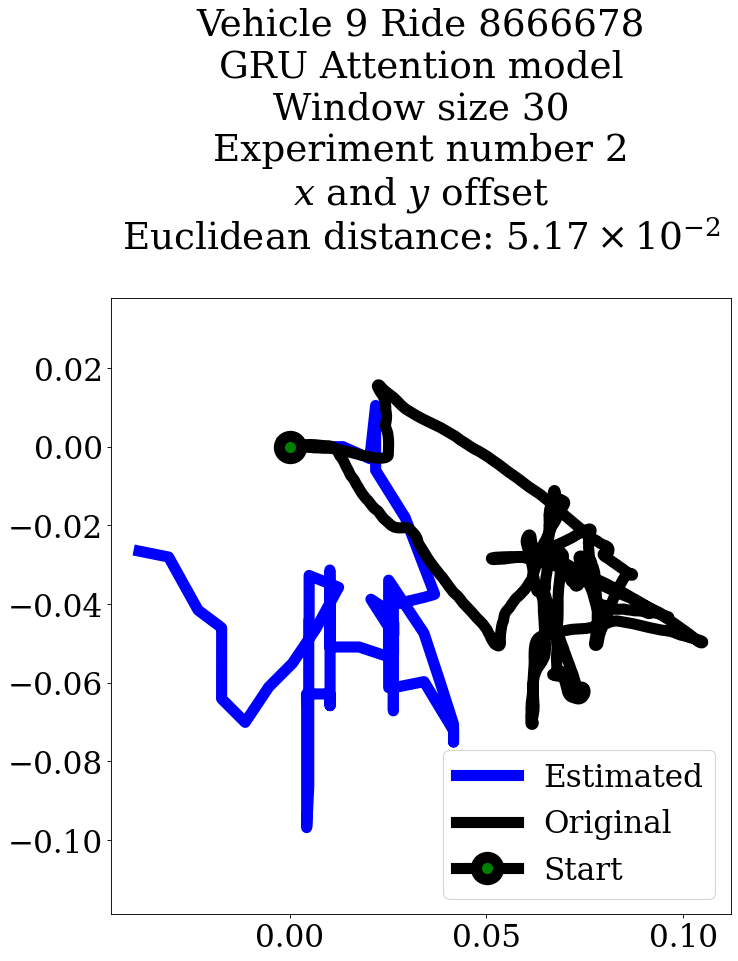 Vehicle 9 Ride 8666678
GRU Attention model
Window size 30
Experiment number 2
x and y offset
Euclidean distance: 5.17 × 10⁻²
0.02
0.00
−0.02
−0.04
−0.06
−0.08
−0.10
Estimated
Original
Start
0.00 0.05 0.10